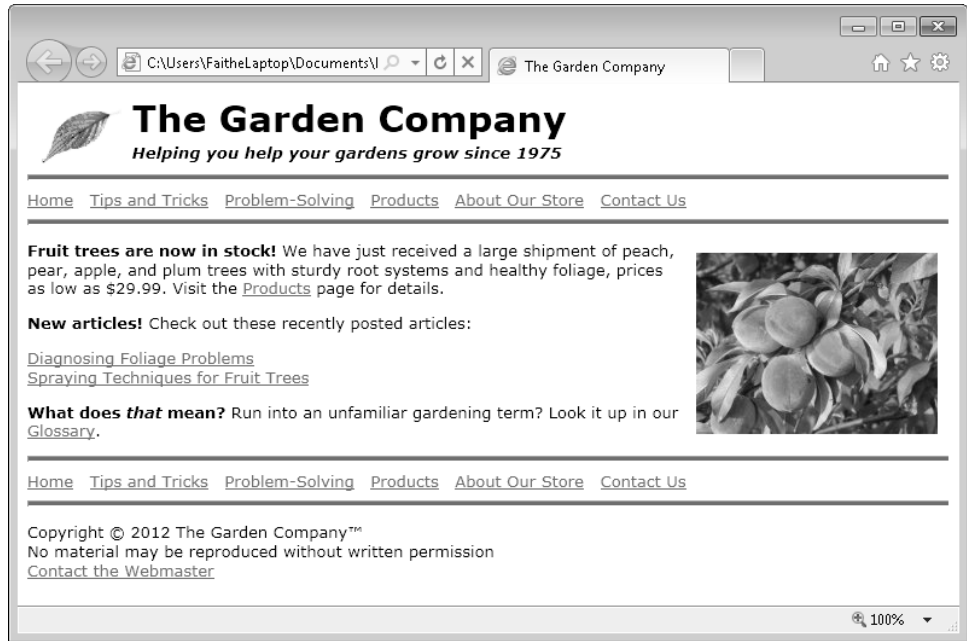 C:\Users\FaitheLaptop\Documents\
The Garden Company
The Garden Company
Helping you help your gardens grow since 1975
Home Tips and Tricks Problem-Solving Products About Our Store Contact Us
Fruit trees are now in stock! We have just received a large shipment of peach,
pear, apple, and plum trees with sturdy root systems and healthy foliage, prices
as low as $29.99. Visit the Products page for details.
New articles! Check out these recently posted articles:
Diagnosing Foliage Problems
Spraying Techniques for Fruit Trees
What does that mean? Run into an unfamiliar gardening term? Look it up in our
Glossary.
Home Tips and Tricks Problem-Solving Products About Our Store Contact Us
Copyright © 2012 The Garden Company™
No material may be reproduced without written permission
Contact the Webmaster
100%